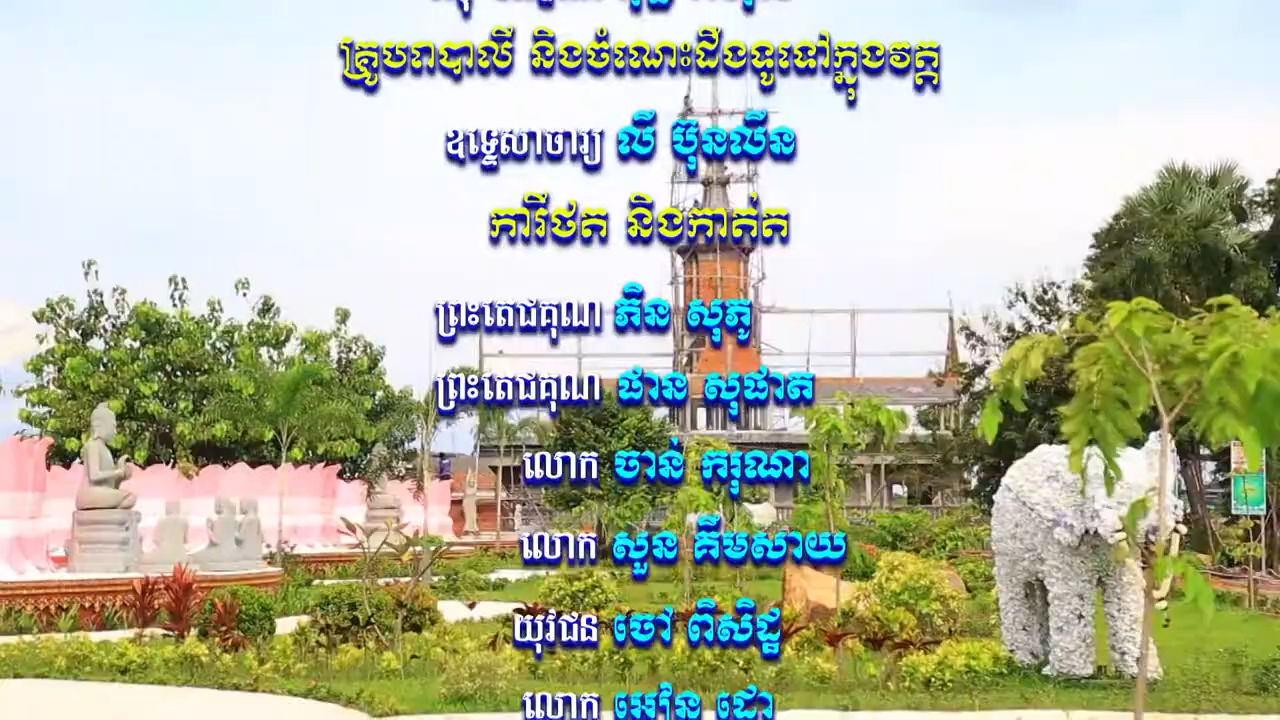 គ្រូបរាបាលី និងចំណេះដឹងទូទៅក្នុងវត្ត
ឧទ្ទេសាចារ្យ លី ប៊ុនលីន
ការីថត និងកាត់ត
ព្រះតេជគុណ ភិន សុភូ
ព្រះតេជគុណ ផាន សុផាត
លោក ចាន់ ករុណា
លោក សួន គីមសាយ
យុវជន ចៅ ពិសិដ្ឋ
លោក អៀន ដោ